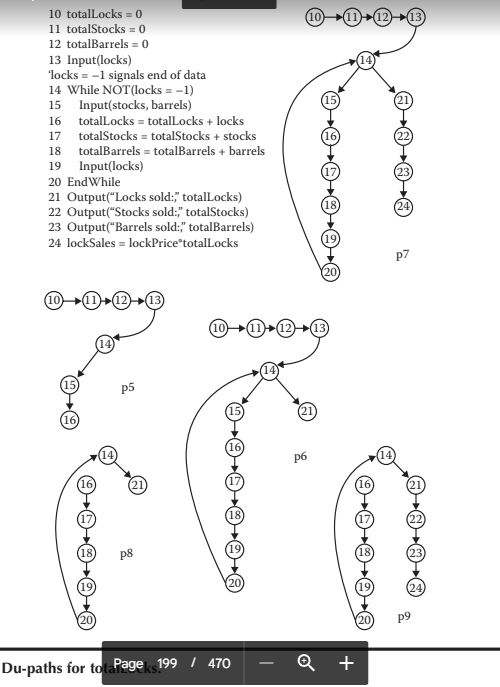 10 totalLocks = 0
11 totalStocks = 0
12 totalBarrels = 0
13 Input(locks)
'locks = −1 signals end of data
14 While NOT(locks = −1)
15 Input(stocks, barrels)
16 totalLocks = totalLocks + locks
17 totalStocks = totalStocks + stocks
18 totalBarrels = totalBarrels + barrels
19 Input(locks)
20 EndWhile
21 Output("Locks sold:," totalLocks)
22 Output("Stocks sold:," totalStocks)
23 Output("Barrels sold:," totalBarrels)
24 lockSales = lockPrice*totalLocks
10 11 12 13
14
15 21
16 22
17 23
18 24
19
20
p7
10 11 12 13
14
15
16
p5
10 11 12 13
14
15 21
16
17
18
19
20
p6
14
16 21
17
18
19
20
p8
14
16 21
17 22
18 23
19 24
20
p9
Du-paths for totalLocks:
Page 199 / 470 — +